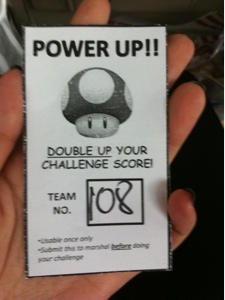 POWER UP!!
DOUBLE UP YOUR
CHALLENGE SCORE!
TEAM
NO.
108
•Usable once only
•Submit this to marshal before doing
your challenge